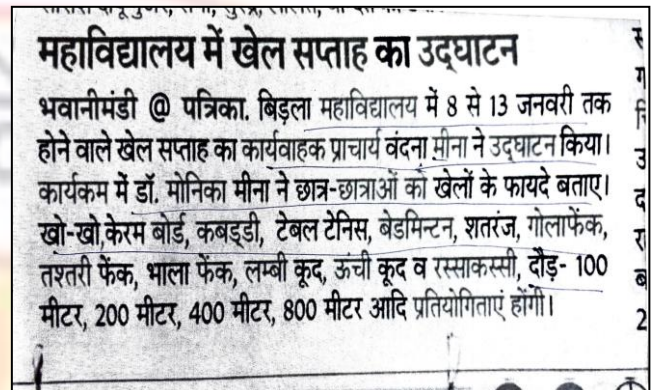 महाविद्यालय में खेल सप्ताह का उद्घाटन
भवानीमंडी @ पत्रिका. बिड़ला महाविद्यालय में 8 से 13 जनवरी तक
होने वाले खेल सप्ताह का कार्यवाहक प्राचार्य वंदना मीना ने उद्घाटन किया।
कार्यकम में डॉ. मोनिका मीना ने छात्र-छात्राओं को खेलों के फायदे बताए।
खो-खो,केरम बोर्ड, कबड्डी, टेबल टेनिस, बेडमिन्टन, शतरंज, गोलाफेंक,
तश्तरी फेंक, भाला फेंक, लम्बी कूद, ऊंची कूद व रस्साकस्सी, दौड़- 100
मीटर, 200 मीटर, 400 मीटर, 800 मीटर आदि प्रतियोगिताएं होंगी।